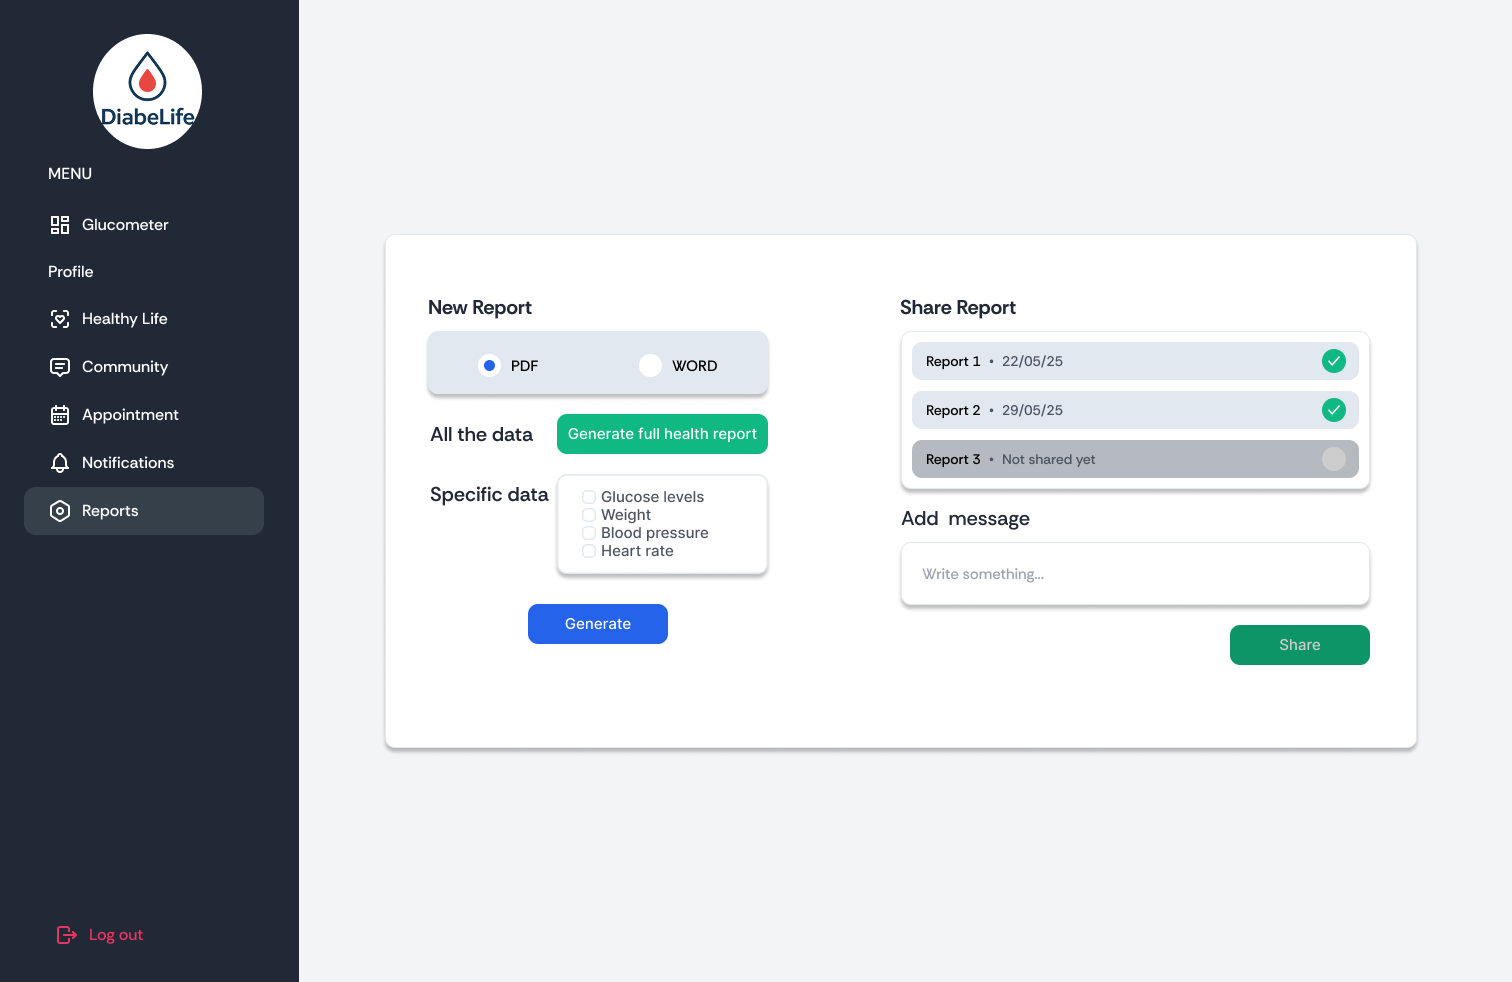 DiabeLife
MENU
Glucometer
Profile
Healthy Life
Community
Appointment
Notifications
Reports
Log out
New Report
PDF
WORD
All the data
Generate full health report
Specific data
Glucose levels
Weight
Blood pressure
Heart rate
Generate
Share Report
Report 1 • 22/05/25
Report 2 • 29/05/25
Report 3 • Not shared yet
Add message
Write something...
Share